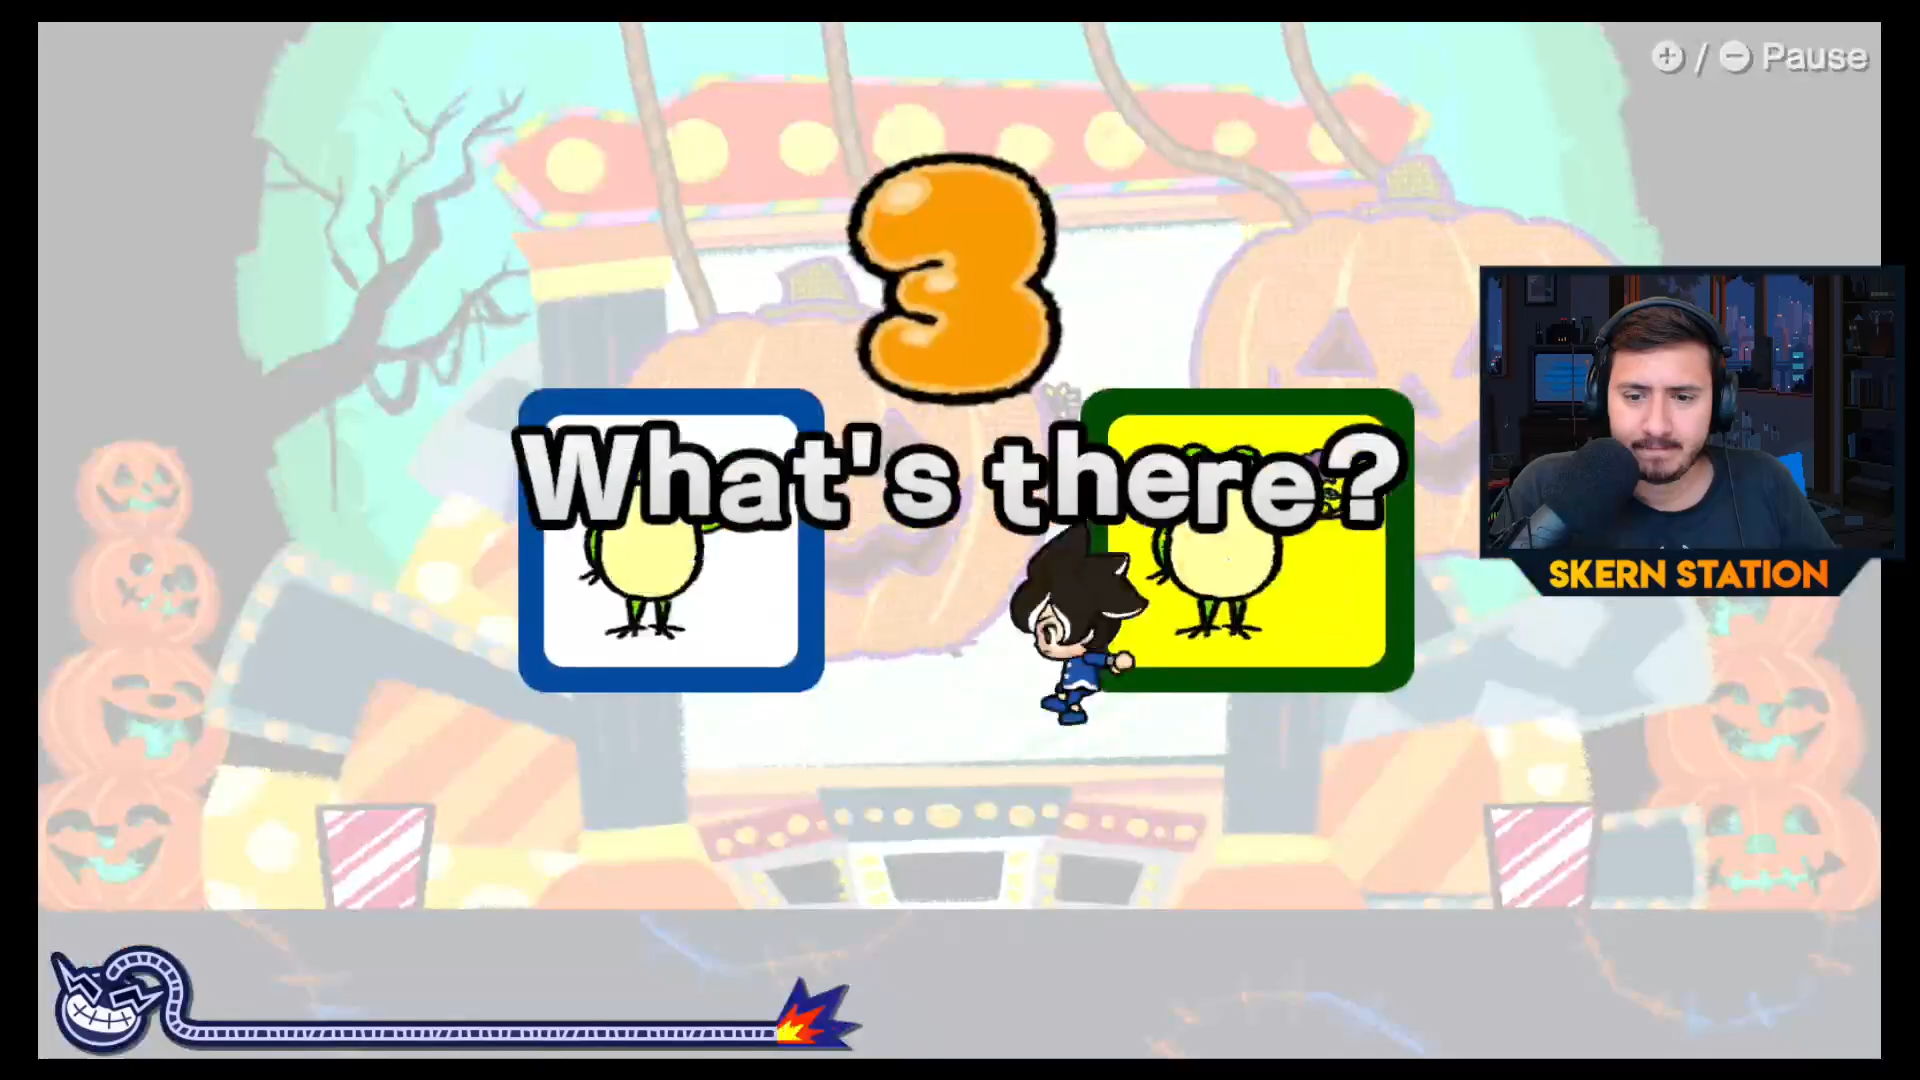 + / - Pause
3
What's there?
SKERN STATION